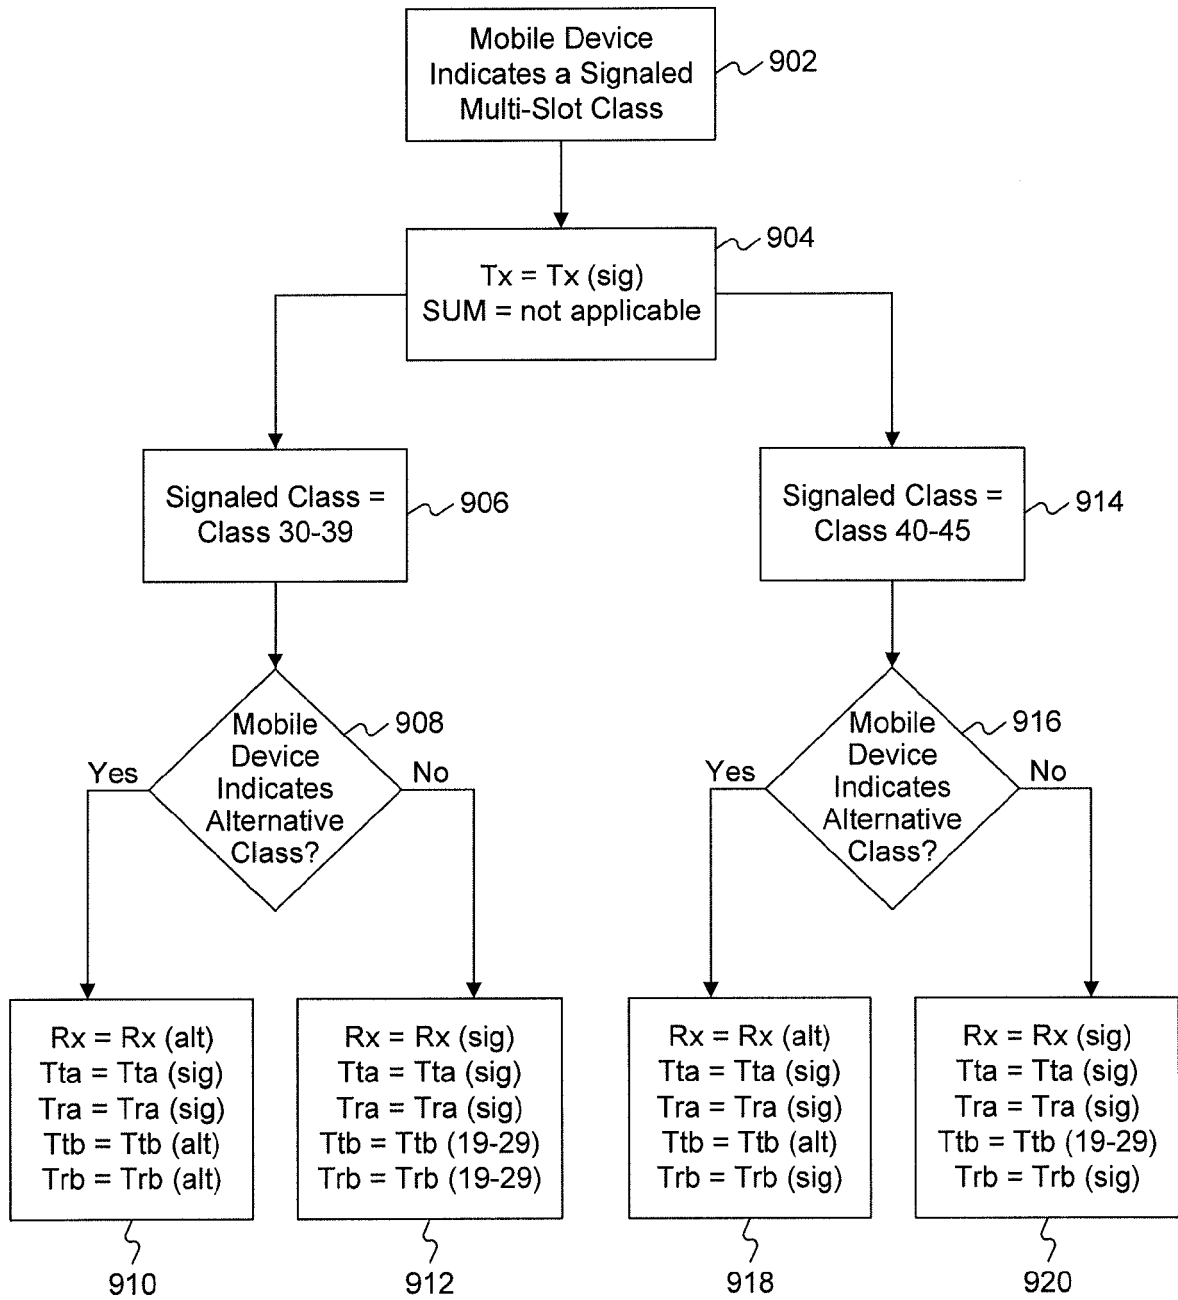 Mobile Device
Indicates a Signaled
Multi-Slot Class
902
904
Tx = Tx (sig)
SUM = not applicable
Signaled Class =
Class 30-39
906
Signaled Class =
Class 40-45
914
Mobile
Device
Indicates
Alternative
Class?
908
Yes
No
Mobile
Device
Indicates
Alternative
Class?
916
Yes
No
Rx = Rx (alt)
Tta = Tta (sig)
Tra = Tra (sig)
Ttb = Ttb (alt)
Trb = Trb (alt)
910
Rx = Rx (sig)
Tta = Tta (sig)
Tra = Tra (sig)
Ttb = Ttb (19-29)
Trb = Trb (19-29)
912
Rx = Rx (alt)
Tta = Tta (sig)
Tra = Tra (sig)
Ttb = Ttb (alt)
Trb = Trb (sig)
918
Rx = Rx (sig)
Tta = Tta (sig)
Tra = Tra (sig)
Ttb = Ttb (19-29)
Trb = Trb (sig)
920